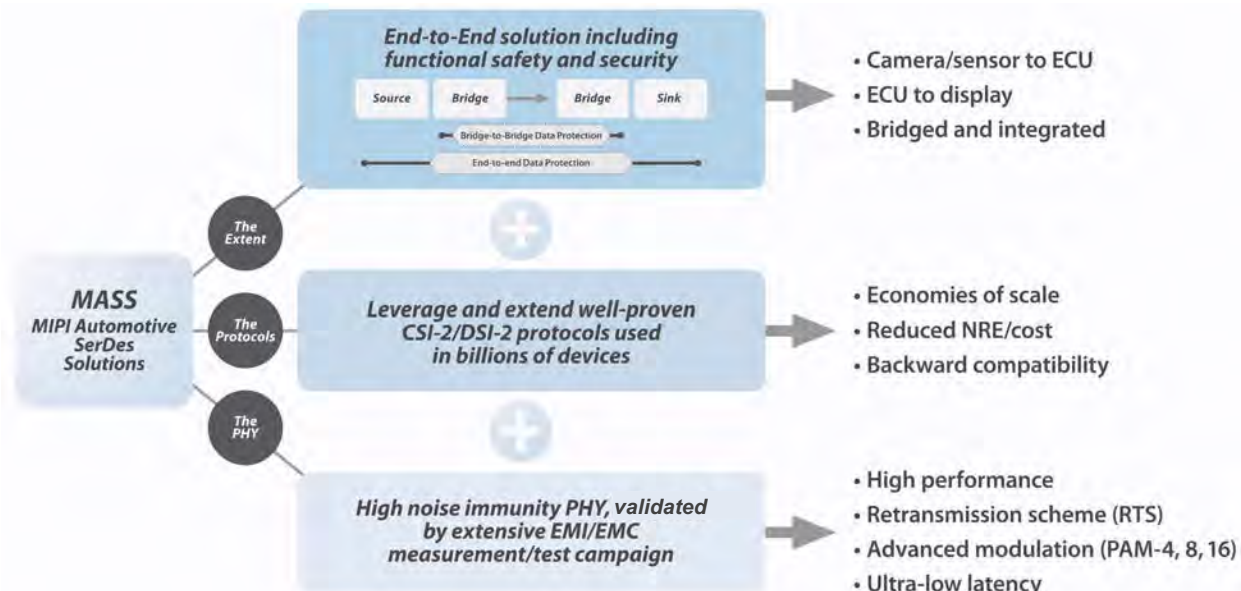 End-to-End solution including
functional safety and security
Source
Bridge
Bridge
Sink
Bridge-to-Bridge Data Protection
End-to-end Data Protection
• Camera/sensor to ECU
• ECU to display
• Bridged and integrated
The
Extent
MASS
MIPI Automotive
SerDes
Solutions
The
Protocols
Leverage and extend well-proven
CSI-2/DSI-2 protocols used
in billions of devices
• Economies of scale
• Reduced NRE/cost
• Backward compatibility
The
PHY
High noise immunity PHY, validated
by extensive EMI/EMC
measurement/test campaign
• High performance
• Retransmission scheme (RTS)
• Advanced modulation (PAM-4, 8, 16)
• Ultra-low latency